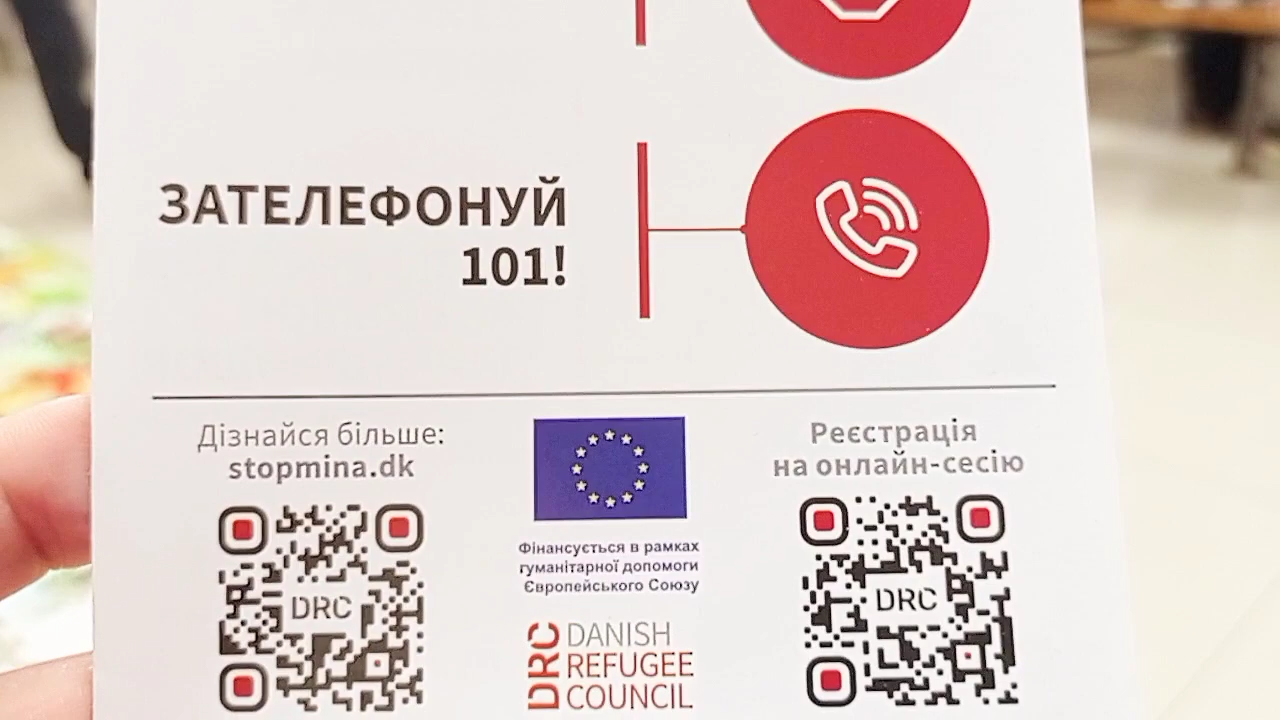 ЗАТЕЛЕФОНУЙ
101!
Дізнайся більше:
stopmina.dk
DRC
Фінансується в рамках
гуманітарної допомоги
Європейського Союзу
DRC
DANISH
REFUGEE
COUNCIL
Реєстрація
на онлайн-сесію
DRC